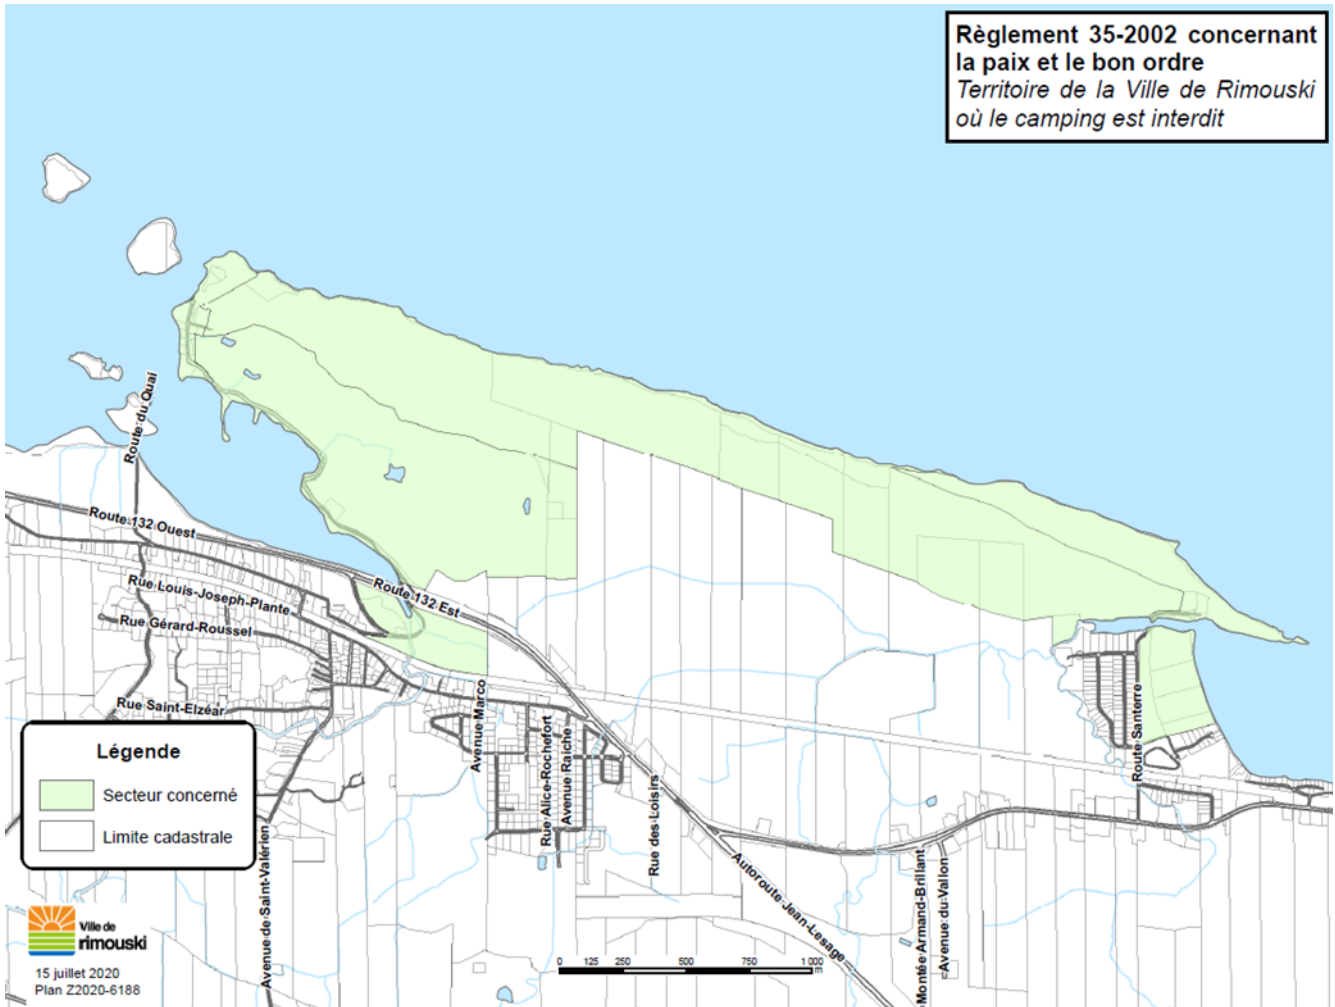 Règlement 35-2002 concernant
la paix et le bon ordre
Territoire de la Ville de Rimouski
où le camping est interdit
Route du Quai
Route 132 Ouest
Rue Louis-Joseph-Plante
Route 132 Est
Rue Gérard-Roussel
Rue Saint-Elzéar
Avenue Marco
Rue Alice-Rochefort
Avenue Raiche
Rue des Loisirs
Route Santerre
Légende
Secteur concerné
Limite cadastrale
Avenue de Saint-Valérien
Autoroute Jean-Lesage
Montée Armand-Brillant
Avenue du Vallon
Ville de
rimouski
15 juillet 2020
Plan Z2020-6188
0 125 250 500 750 1 000
m